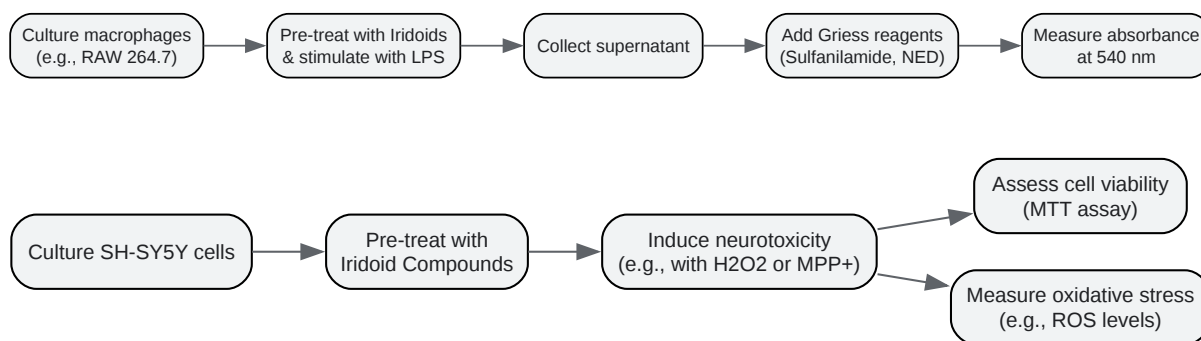 Culture macrophages
(e.g., RAW 264.7)
Pre-treat with Iridoids
& stimulate with LPS
Collect supernatant
Add Griess reagents
(Sulfanilamide, NED)
Measure absorbance
at 540 nm
Culture SH-SY5Y cells
Pre-treat with
Iridoid Compounds
Induce neurotoxicity
(e.g., with H2O2 or MPP+)
Assess cell viability
(MTT assay)
Measure oxidative stress
(e.g., ROS levels)